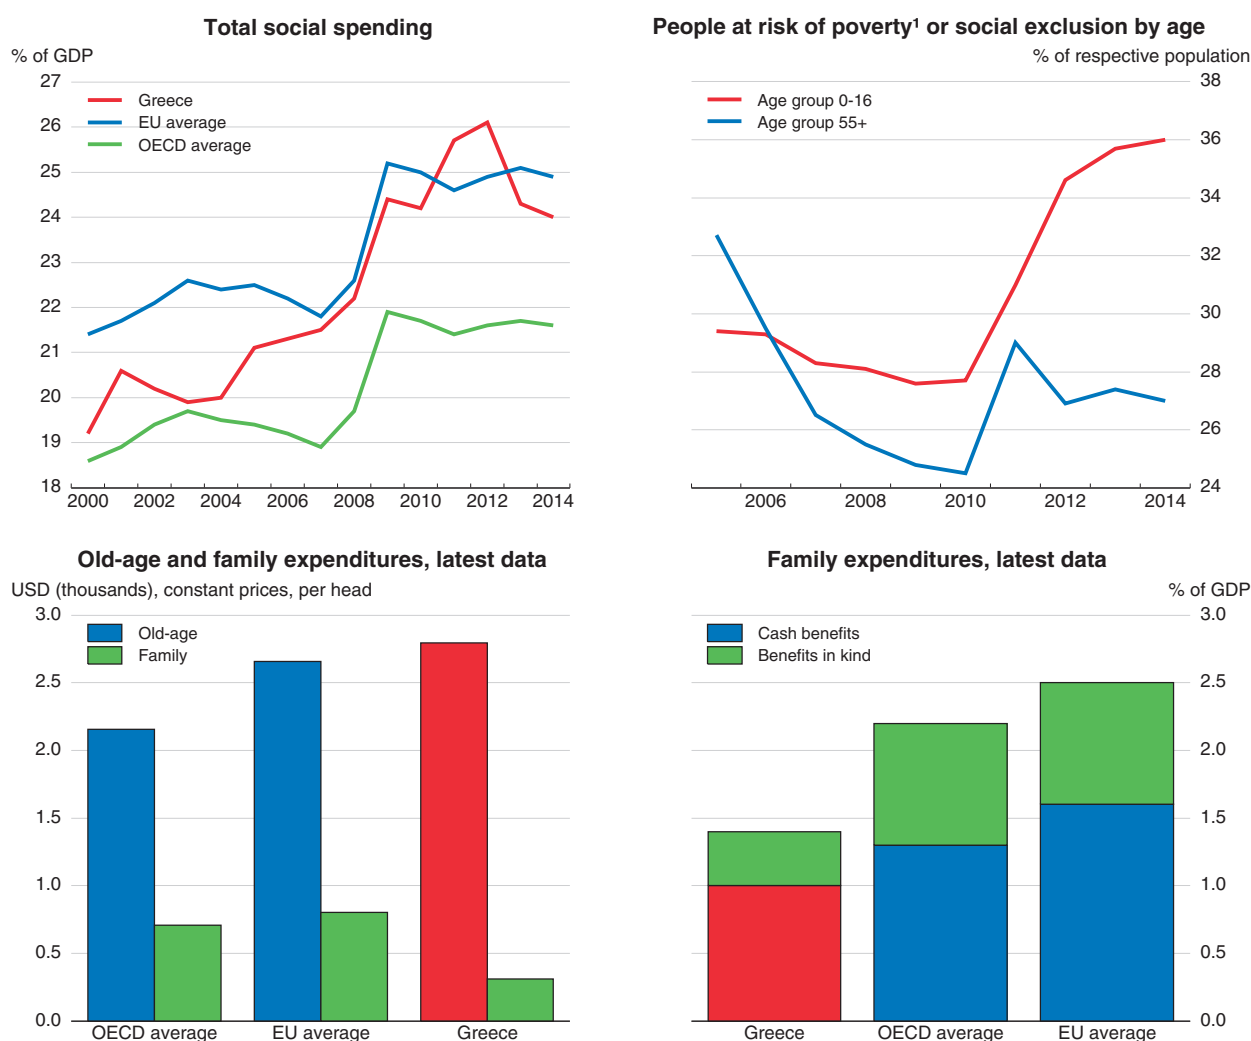 Total social spending
% of GDP
27
26
25
24
23
22
21
20
19
18
Greece
EU average
OECD average
2000 2002 2004 2006 2008 2010 2012 2014
People at risk of poverty¹ or social exclusion by age
% of respective population
38
36
34
32
30
28
26
24
Age group 0-16
Age group 55+
2006 2008 2010 2012 2014
Old-age and family expenditures, latest data
USD (thousands), constant prices, per head
3.0
2.5
2.0
1.5
1.0
0.5
0.0
Old-age
Family
OECD average EU average Greece
Family expenditures, latest data
% of GDP
3.0
2.5
2.0
1.5
1.0
0.5
0.0
Cash benefits
Benefits in kind
Greece OECD average EU average